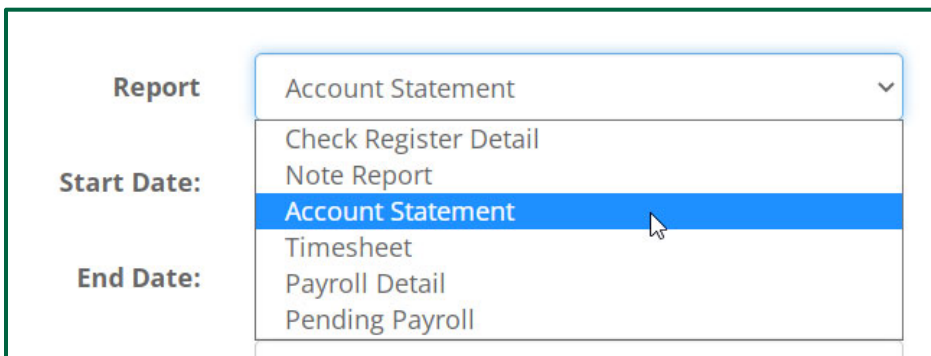 Report
Account Statement
Check Register Detail
Start Date:
Note Report
Account Statement
Timesheet
End Date:
Payroll Detail
Pending Payroll